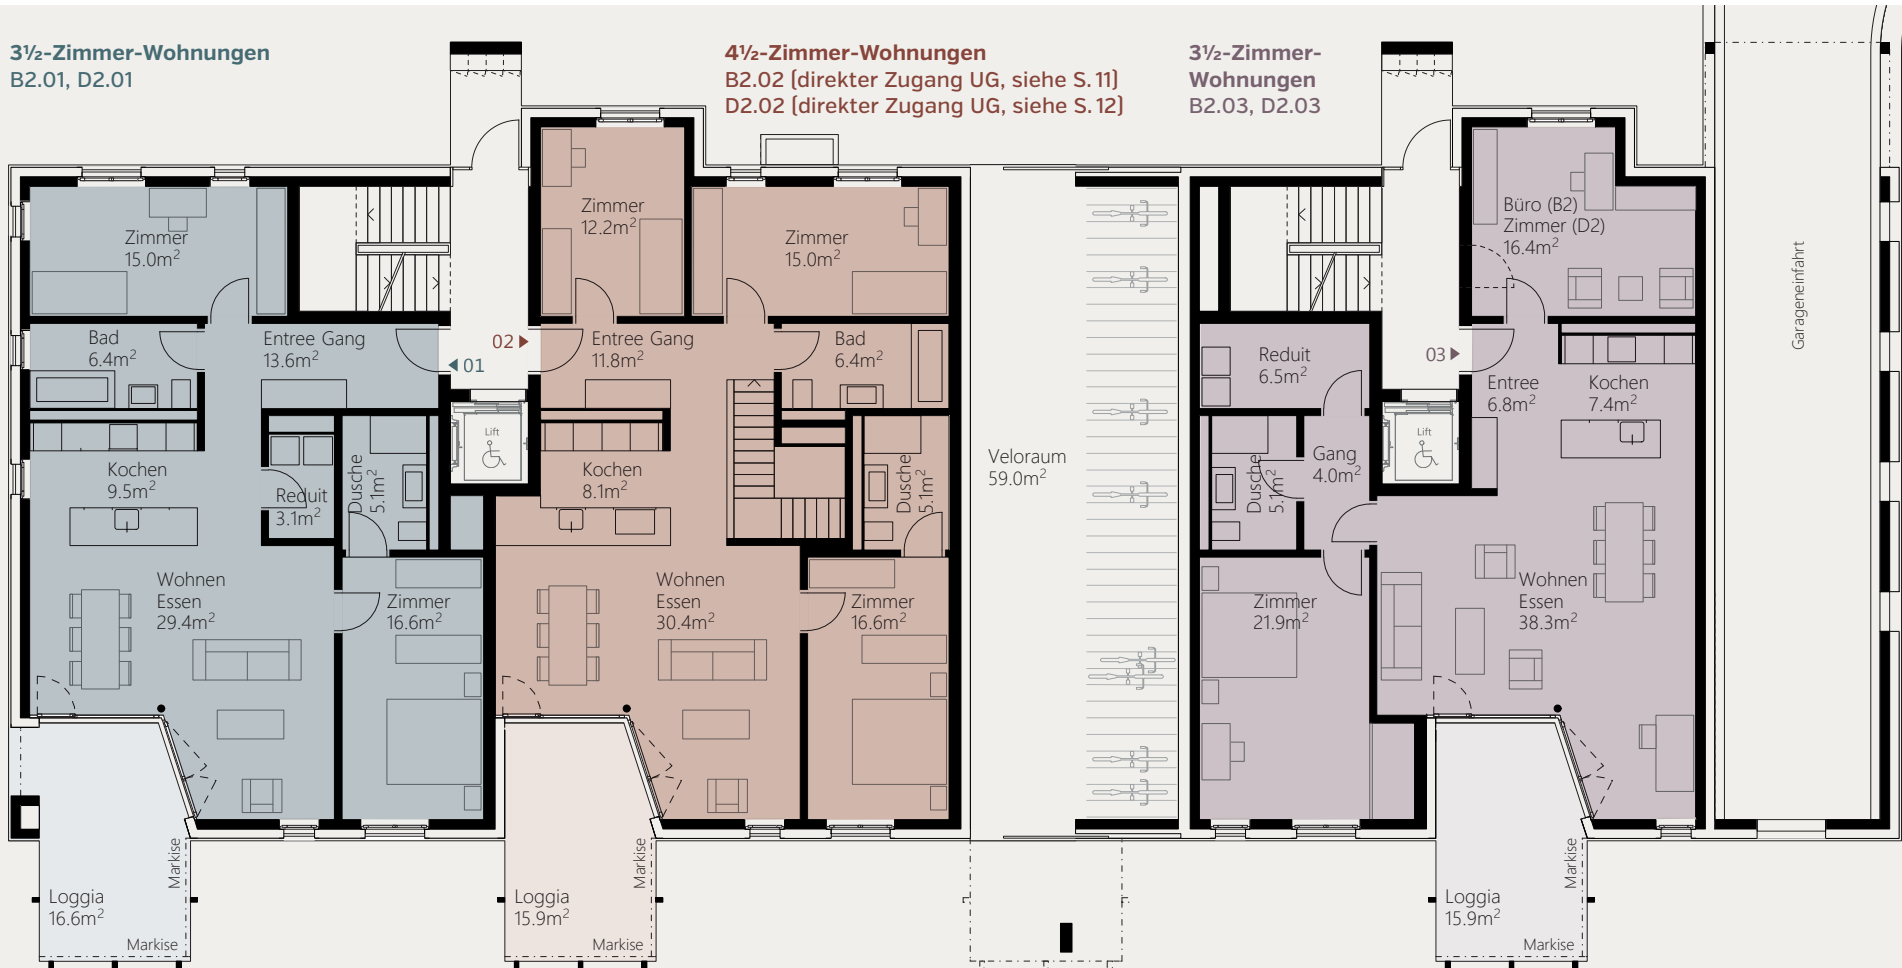 3½-Zimmer-Wohnungen
B2.01, D2.01
4½-Zimmer-Wohnungen
B2.02 (direkter Zugang UG, siehe S. 11)
D2.02 (direkter Zugang UG, siehe S. 12)
3½-Zimmer-
Wohnungen
B2.03, D2.03
Zimmer
15.0m²
Bad
6.4m²
Entree Gang
13.6m²
01
Kochen
9.5m²
Reduit
3.1m²
Dusche
5.1m²
Wohnen
Essen
29.4m²
Zimmer
16.6m²
Loggia
16.6m²
Markise
Markise
Lift
02
Zimmer
12.2m²
Zimmer
15.0m²
Entree Gang
11.8m²
Bad
6.4m²
Kochen
8.1m²
Dusche
5.1m²
Wohnen
Essen
30.4m²
Zimmer
16.6m²
Loggia
15.9m²
Markise
Markise
Veloraum
59.0m²
Büro (B2)
Zimmer (D2)
16.4m²
Reduit
6.5m²
03
Entree
6.8m²
Kochen
7.4m²
Lift
Gang
4.0m²
Dusche
5.1m²
Zimmer
21.9m²
Wohnen
Essen
38.3m²
Loggia
15.9m²
Markise
Markise
Garageneinfahrt